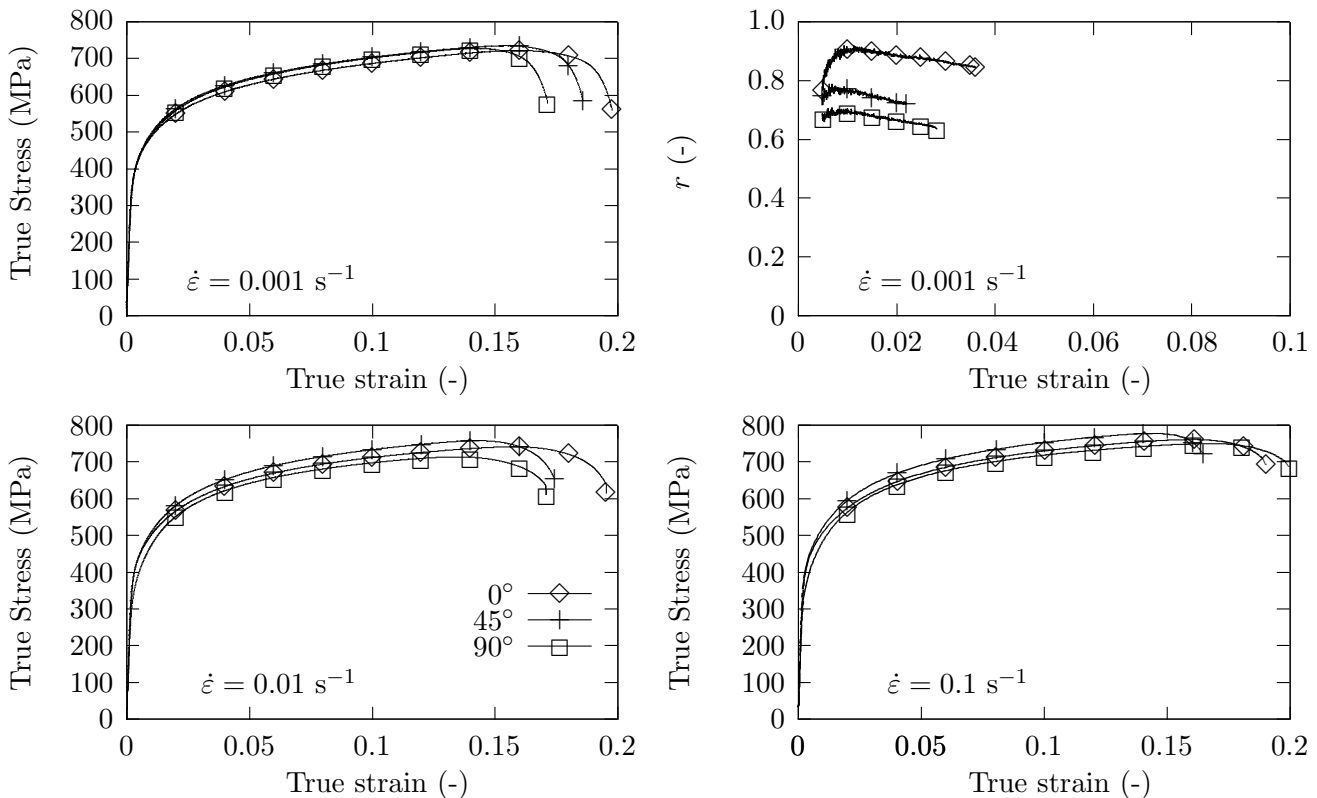 800
700
600
500
400
300
200
100
0
True Stress (MPa)
ε̇ = 0.001 s⁻¹
0 0.05 0.1 0.15 0.2
True strain (-)
1.0
0.8
0.6
0.4
0.2
0
r (-)
ε̇ = 0.001 s⁻¹
0 0.02 0.04 0.06 0.08 0.1
True strain (-)
800
700
600
500
400
300
200
100
0
True Stress (MPa)
0°
45°
90°
ε̇ = 0.01 s⁻¹
0 0.05 0.1 0.15 0.2
True strain (-)
800
700
600
500
400
300
200
100
0
True Stress (MPa)
ε̇ = 0.1 s⁻¹
0 0.05 0.1 0.15 0.2
True strain (-)